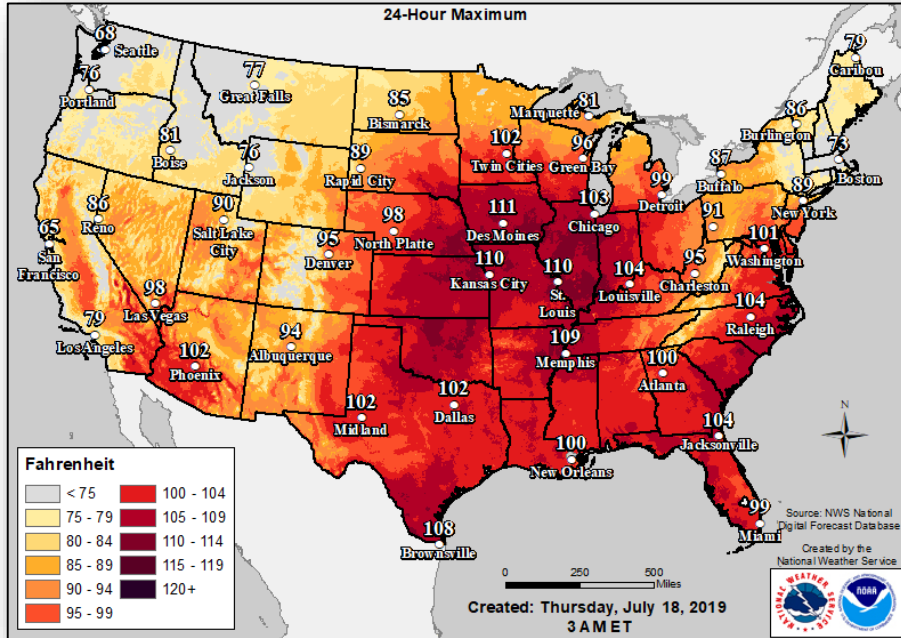 24-Hour Maximum
68
Seattle
76
Portland
77
Great Falls
81
Boise
76
Jackson
85
Bismarck
89
Rapid City
102
Twin Cities
Marquette
81
96
Green Bay
79
Caribou
86
Burlington
73
Boston
87
Buffalo
89
New York
99
Detroit
91
65
San
Francisco
86
Reno
90
Salt Lake
City
95
Denver
98
North Platte
111
Des Moines
103
Chicago
110
Kansas City
110
St.
Louis
104
Louisville
95
Charleston
101
Washington
104
Raleigh
98
Las Vegas
79
Los Angeles
102
Phoenix
94
Albuquerque
109
Memphis
100
Atlanta
102
Midland
102
Dallas
104
Jacksonville
100
New Orleans
99
Miami
108
Brownsville
Fahrenheit
< 75
75 - 79
80 - 84
85 - 89
90 - 94
95 - 99
100 - 104
105 - 109
110 - 114
115 - 119
120+
N
Source: NWS National
Digital Forecast Database
Created by the
National Weather Service
0 250 500
Miles
Created: Thursday, July 18, 2019
3 AM ET
NATIONAL WEATHER SERVICE
NOAA